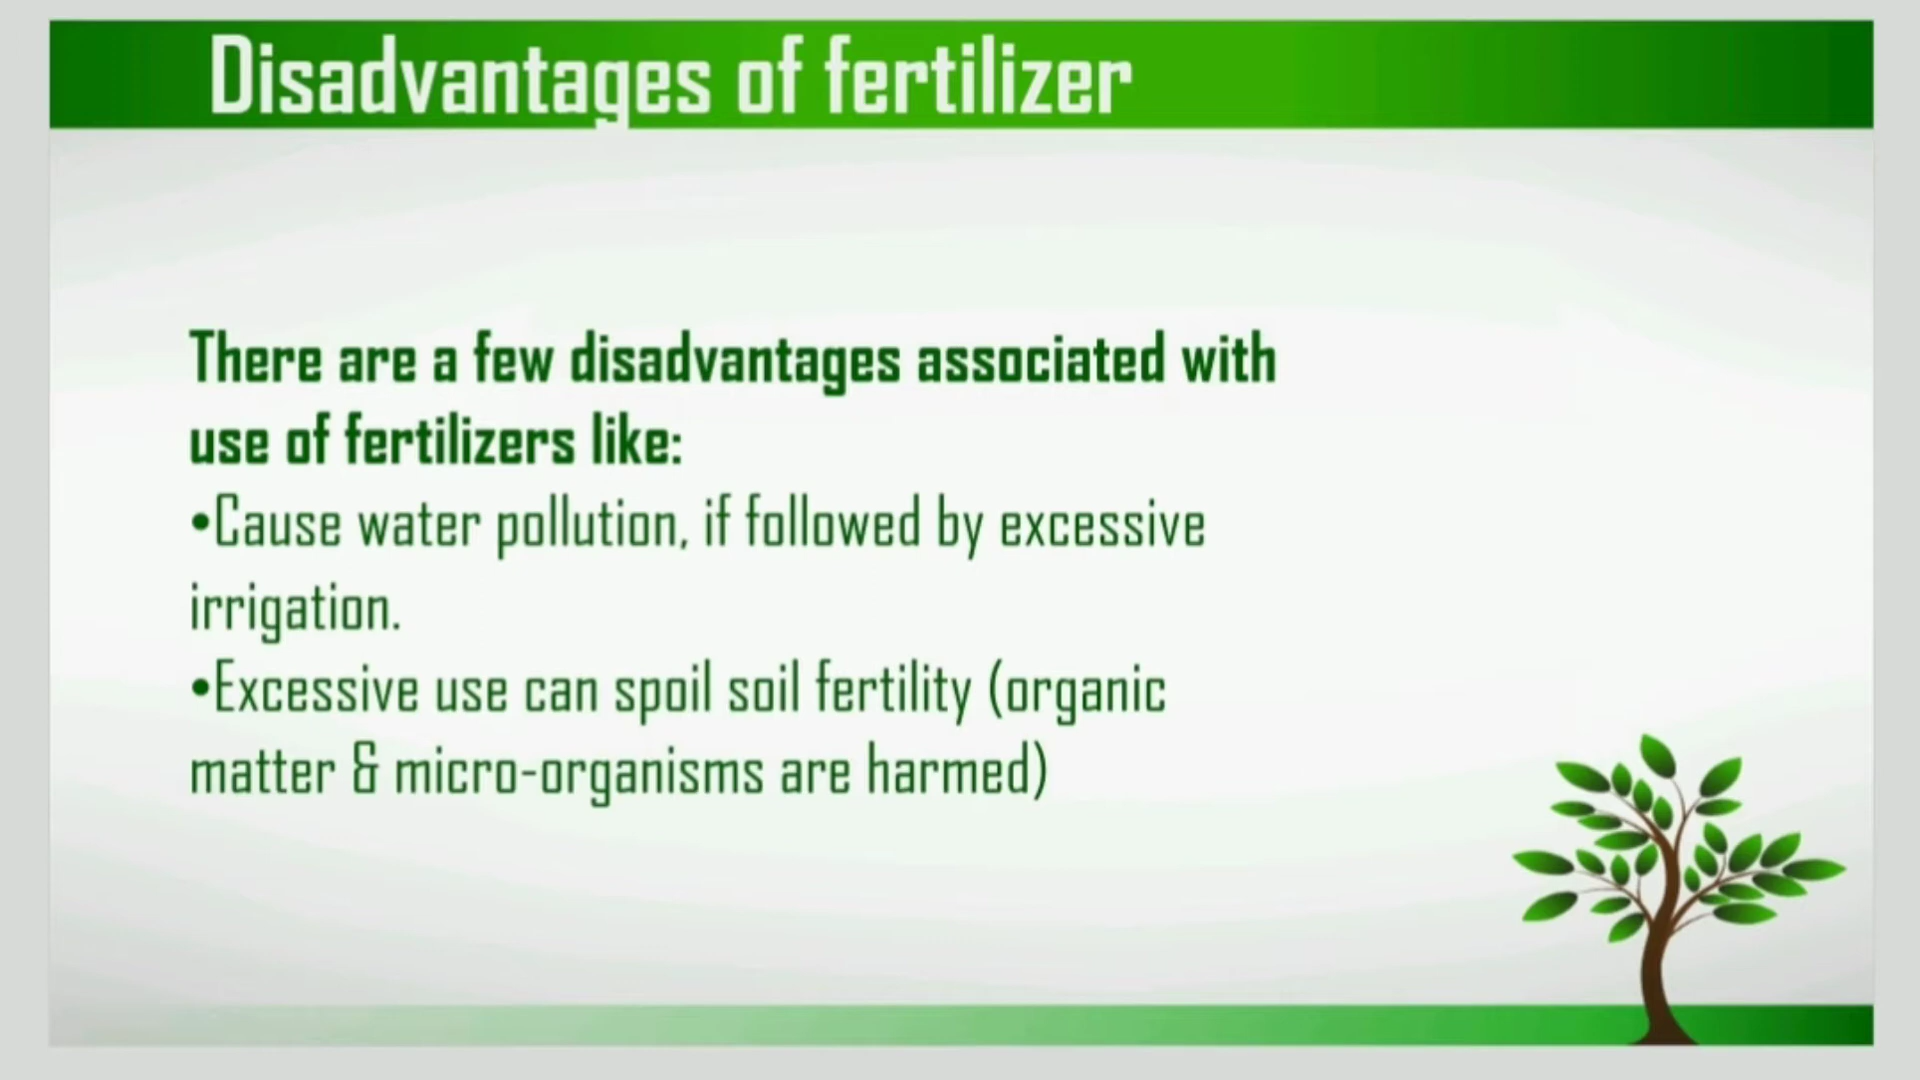 Disadvantages of fertilizer
There are a few disadvantages associated with
use of fertilizers like:
•Cause water pollution, if followed by excessive
irrigation.
•Excessive use can spoil soil fertility (organic
matter & micro-organisms are harmed)